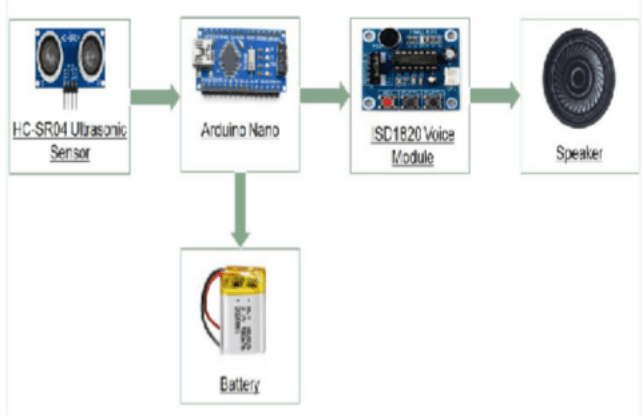 HC-SR04 Ultrasonic
Sensor
Arduino Nano
ISD1820 Voice
Module
Speaker
Battery